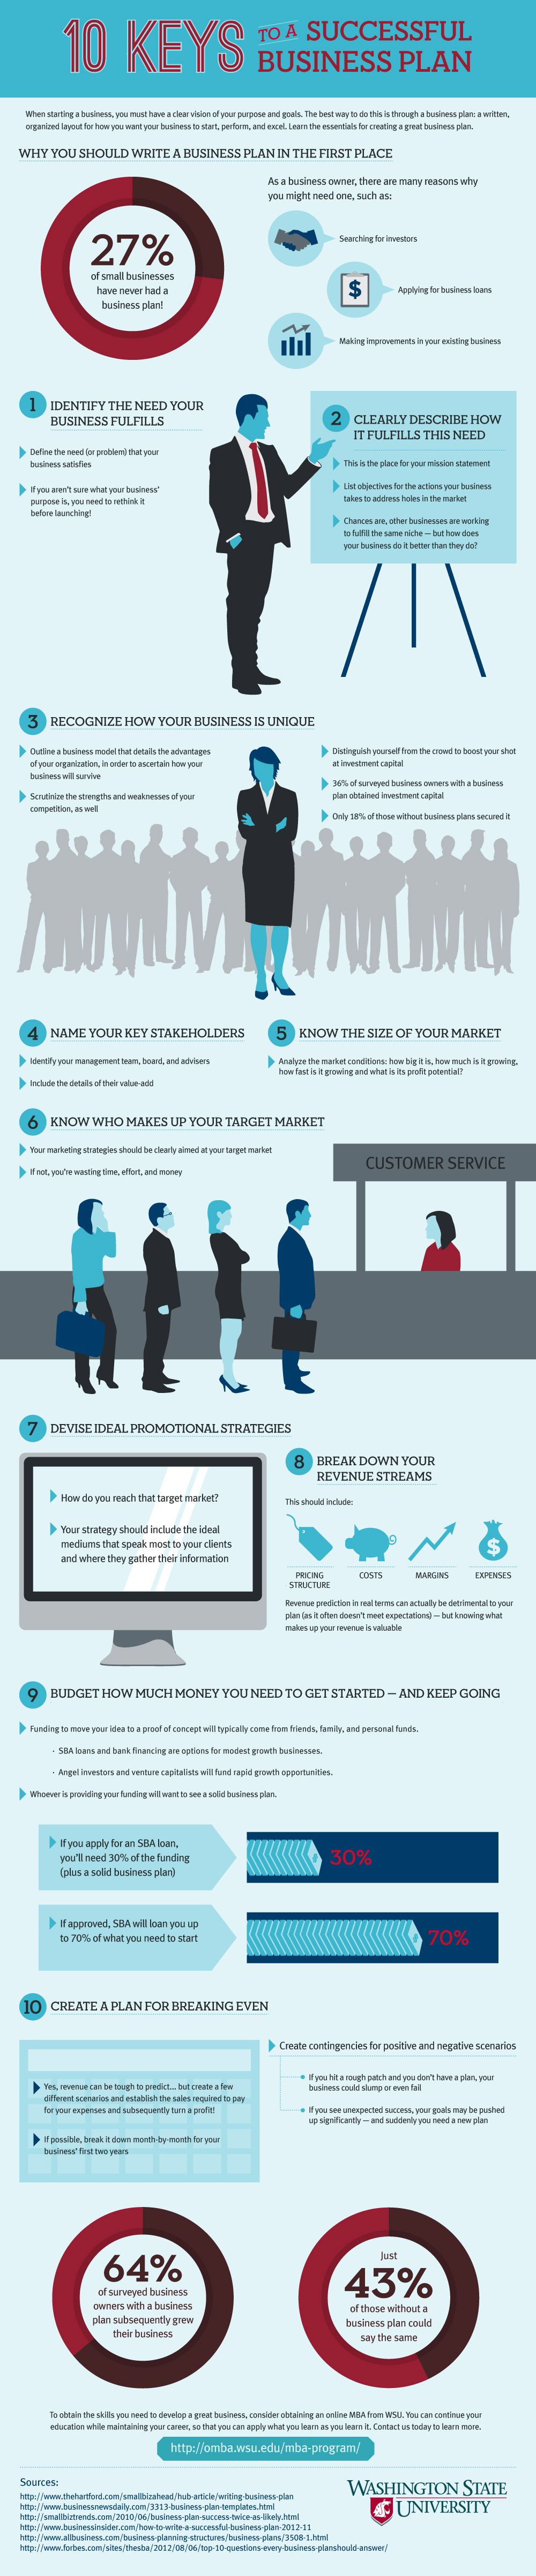 10 KEYS TO A SUCCESSFUL
BUSINESS PLAN
When starting a business, you must have a clear vision of your purpose and goals. The best way to do this is through a business plan: a written,
organized layout for how you want your business to start, perform, and excel. Learn the essentials for creating a great business plan.
WHY YOU SHOULD WRITE A BUSINESS PLAN IN THE FIRST PLACE
27%
of small businesses
have never had a
business plan!
As a business owner, there are many reasons why
you might need one, such as:
Searching for investors
$
Applying for business loans
Making improvements in your existing business
1 IDENTIFY THE NEED YOUR
BUSINESS FULFILLS
Define the need (or problem) that your
business satisfies
If you aren't sure what your business'
purpose is, you need to rethink it
before launching!
2 CLEARLY DESCRIBE HOW
IT FULFILLS THIS NEED
This is the place for your mission statement
List objectives for the actions your business
takes to address holes in the market
Chances are, other businesses are working
to fulfill the same niche — but how does
your business do it better than they do?
3 RECOGNIZE HOW YOUR BUSINESS IS UNIQUE
Outline a business model that details the advantages
of your organization, in order to ascertain how your
business will survive
Scrutinize the strengths and weaknesses of your
competition, as well
Distinguish yourself from the crowd to boost your shot
at investment capital
36% of surveyed business owners with a business
plan obtained investment capital
Only 18% of those without business plans secured it
4 NAME YOUR KEY STAKEHOLDERS
Identify your management team, board, and advisers
Include the details of their value-add
5 KNOW THE SIZE OF YOUR MARKET
Analyze the market conditions: how big it is, how much is it growing,
how fast is it growing and what is its profit potential?
6 KNOW WHO MAKES UP YOUR TARGET MARKET
Your marketing strategies should be clearly aimed at your target market
If not, you're wasting time, effort, and money
CUSTOMER SERVICE
7 DEVISE IDEAL PROMOTIONAL STRATEGIES
How do you reach that target market?
Your strategy should include the ideal
mediums that speak most to your clients
and where they gather their information
8 BREAK DOWN YOUR
REVENUE STREAMS
This should include:
$
PRICING
STRUCTURE
COSTS
MARGINS
EXPENSES
Revenue prediction in real terms can actually be detrimental to your
plan (as it often doesn't meet expectations) — but knowing what
makes up your revenue is valuable
9 BUDGET HOW MUCH MONEY YOU NEED TO GET STARTED — AND KEEP GOING
Funding to move your idea to a proof of concept will typically come from friends, family, and personal funds.
· SBA loans and bank financing are options for modest growth businesses.
· Angel investors and venture capitalists will fund rapid growth opportunities.
Whoever is providing your funding will want to see a solid business plan.
If you apply for an SBA loan,
you'll need 30% of the funding
(plus a solid business plan)
30%
If approved, SBA will loan you up
to 70% of what you need to start
70%
10 CREATE A PLAN FOR BREAKING EVEN
Yes, revenue can be tough to predict... but create a few
different scenarios and establish the sales required to pay
for your expenses and subsequently turn a profit!
If possible, break it down month-by-month for your
business' first two years
Create contingencies for positive and negative scenarios
If you hit a rough patch and you don't have a plan, your
business could slump or even fail
If you see unexpected success, your goals may be pushed
up significantly — and suddenly you need a new plan
64%
of surveyed business
owners with a business
plan subsequently grew
their business
Just
43%
of those without a
business plan could
say the same
To obtain the skills you need to develop a great business, consider obtaining an online MBA from WSU. You can continue your
education while maintaining your career, so that you can apply what you learn as you learn it. Contact us today to learn more.
http://omba.wsu.edu/mba-program/
Sources:
http://www.thehartford.com/smallbizahead/hub-article/writing-business-plan
http://www.businessnewsdaily.com/3313-business-plan-templates.html
http://smallbiztrends.com/2010/06/business-plan-success-twice-as-likely.html
http://www.businessinsider.com/how-to-write-a-successful-business-plan-2012-11
http://www.allbusiness.com/business-planning-structures/business-plans/3508-1.html
http://www.forbes.com/sites/thesba/2012/08/06/top-10-questions-every-business-planshould-answer/
WASHINGTON STATE
UNIVERSITY